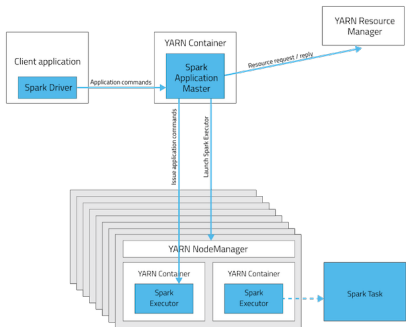 YARN Resource
Manager
YARN Container
Client application
Spark
Application
Master
Spark Driver
Application commands
Resource request / reply
Issue application commands
Launch Spark Executor
YARN NodeManager
YARN Container
YARN Container
Spark
Executor
Spark
Executor
Spark Task